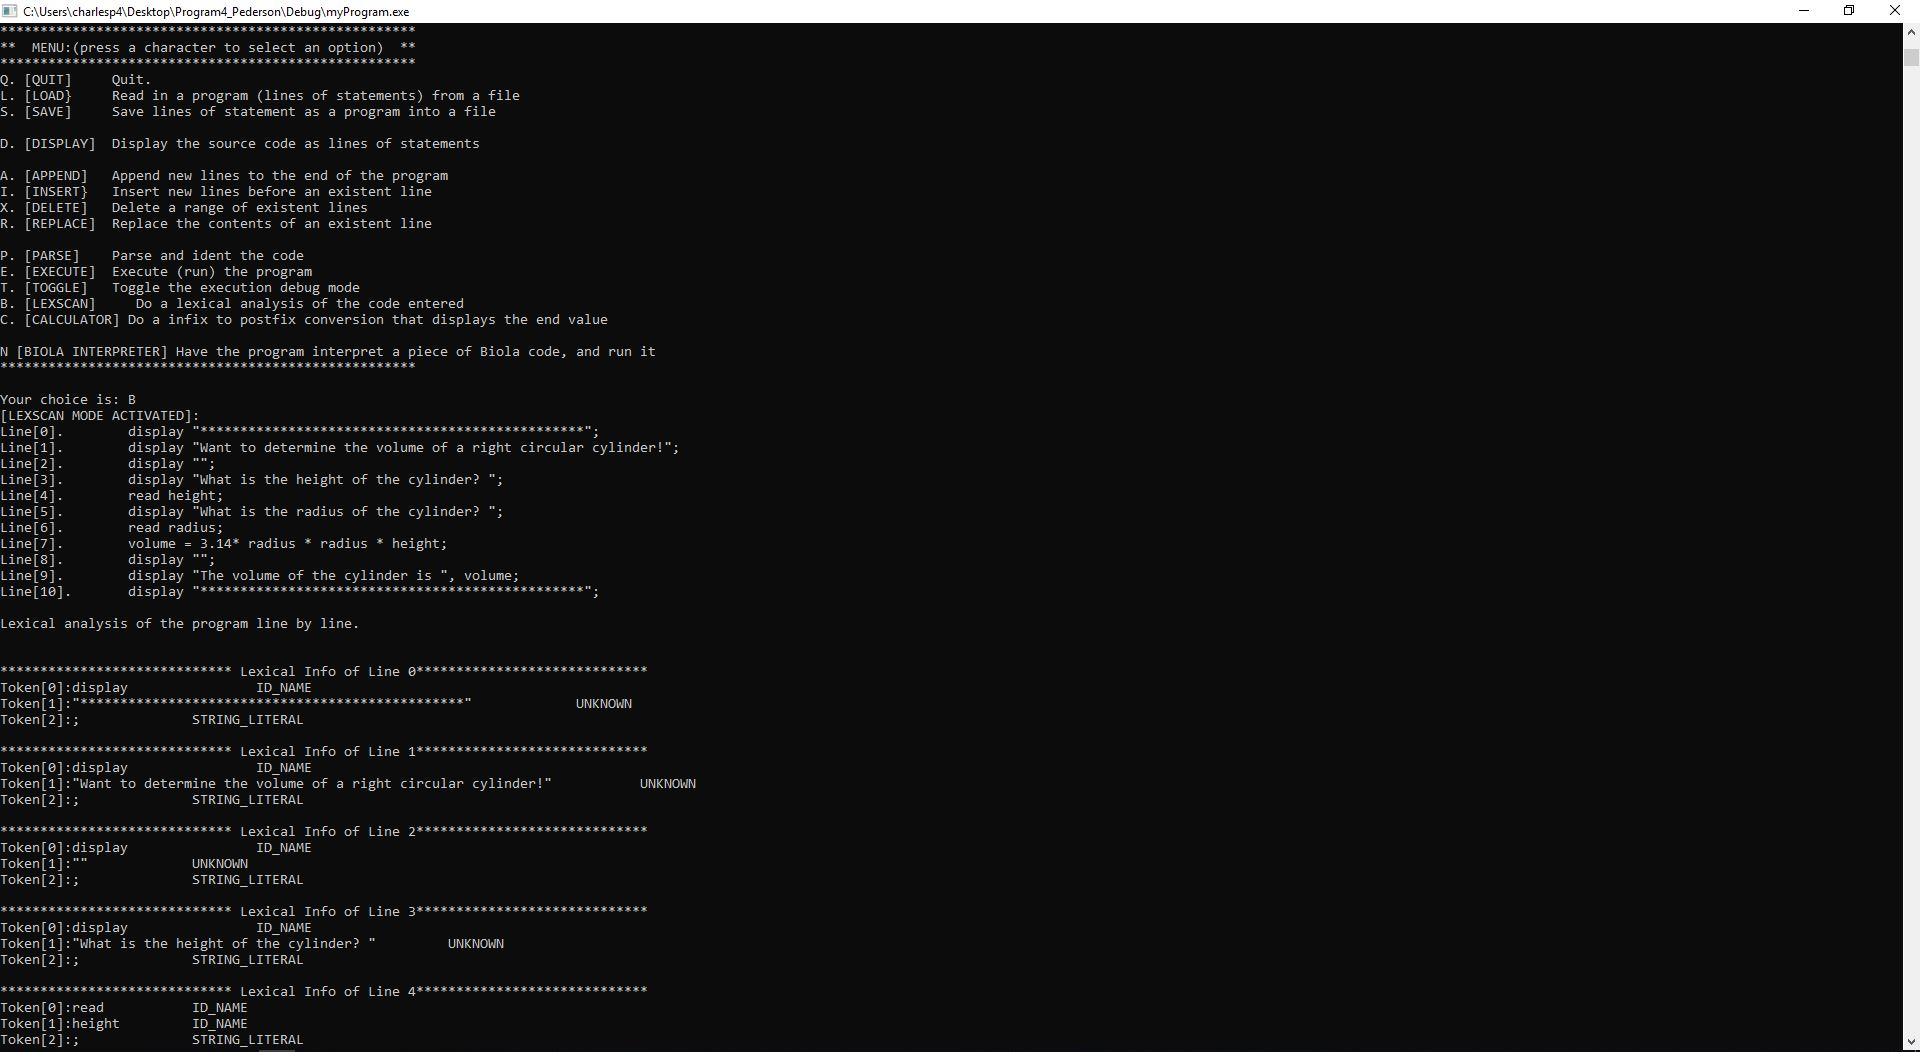 C:\Users\charlesp4\Desktop\Program4_Pederson\Debug\myProgram.exe
****************************************************
**  MENU:(press a character to select an option)  **
****************************************************
Q. [QUIT]     Quit.
L. [LOAD}     Read in a program (lines of statements) from a file
S. [SAVE]     Save lines of statement as a program into a file
D. [DISPLAY]  Display the source code as lines of statements
A. [APPEND]   Append new lines to the end of the program
I. [INSERT}   Insert new lines before an existent line
X. [DELETE]   Delete a range of existent lines
R. [REPLACE]  Replace the contents of an existent line
P. [PARSE]    Parse and ident the code
E. [EXECUTE]  Execute (run) the program
T. [TOGGLE]   Toggle the execution debug mode
B. [LEXSCAN]     Do a lexical analysis of the code entered
C. [CALCULATOR] Do a infix to postfix conversion that displays the end value
N [BIOLA INTERPRETER] Have the program interpret a piece of Biola code, and run it
****************************************************
Your choice is: B
[LEXSCAN MODE ACTIVATED]:
Line[0].        display "************************************************";
Line[1].        display "Want to determine the volume of a right circular cylinder!";
Line[2].        display "";
Line[3].        display "What is the height of the cylinder? ";
Line[4].        read height;
Line[5].        display "What is the radius of the cylinder? ";
Line[6].        read radius;
Line[7].        volume = 3.14* radius * radius * height;
Line[8].        display "";
Line[9].        display "The volume of the cylinder is ", volume;
Line[10].       display "************************************************";
Lexical analysis of the program line by line.
***************************** Lexical Info of Line 0*****************************
Token[0]:display                ID_NAME
Token[1]:"************************************************"             UNKNOWN
Token[2]:;              STRING_LITERAL
***************************** Lexical Info of Line 1*****************************
Token[0]:display                ID_NAME
Token[1]:"Want to determine the volume of a right circular cylinder!"           UNKNOWN
Token[2]:;              STRING_LITERAL
***************************** Lexical Info of Line 2*****************************
Token[0]:display                ID_NAME
Token[1]:""             UNKNOWN
Token[2]:;              STRING_LITERAL
***************************** Lexical Info of Line 3*****************************
Token[0]:display                ID_NAME
Token[1]:"What is the height of the cylinder? "         UNKNOWN
Token[2]:;              STRING_LITERAL
***************************** Lexical Info of Line 4*****************************
Token[0]:read           ID_NAME
Token[1]:height         ID_NAME
Token[2]:;              STRING_LITERAL